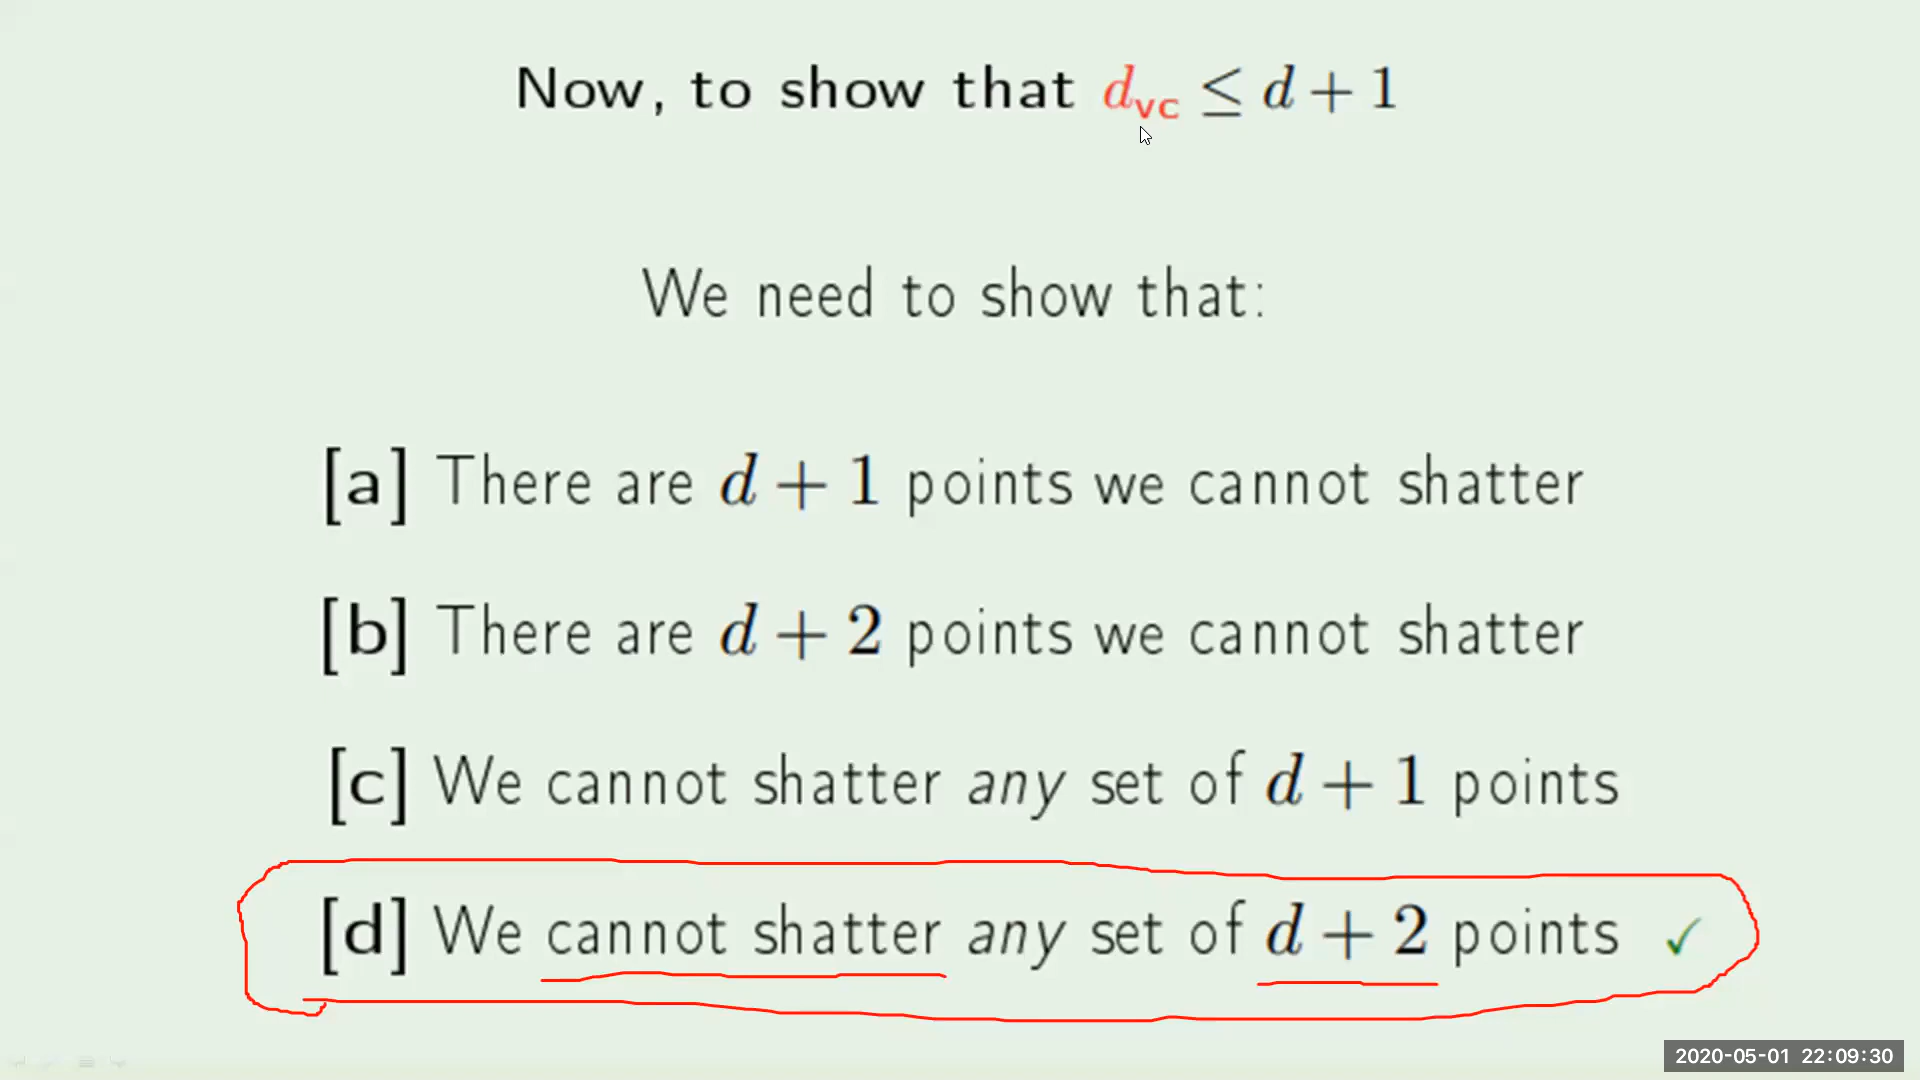 Now, to show that d_vc ≤ d + 1
We need to show that:
[a] There are d + 1 points we cannot shatter
[b] There are d + 2 points we cannot shatter
[c] We cannot shatter any set of d + 1 points
[d] We cannot shatter any set of d + 2 points ✓
2020-05-01 22:09:30